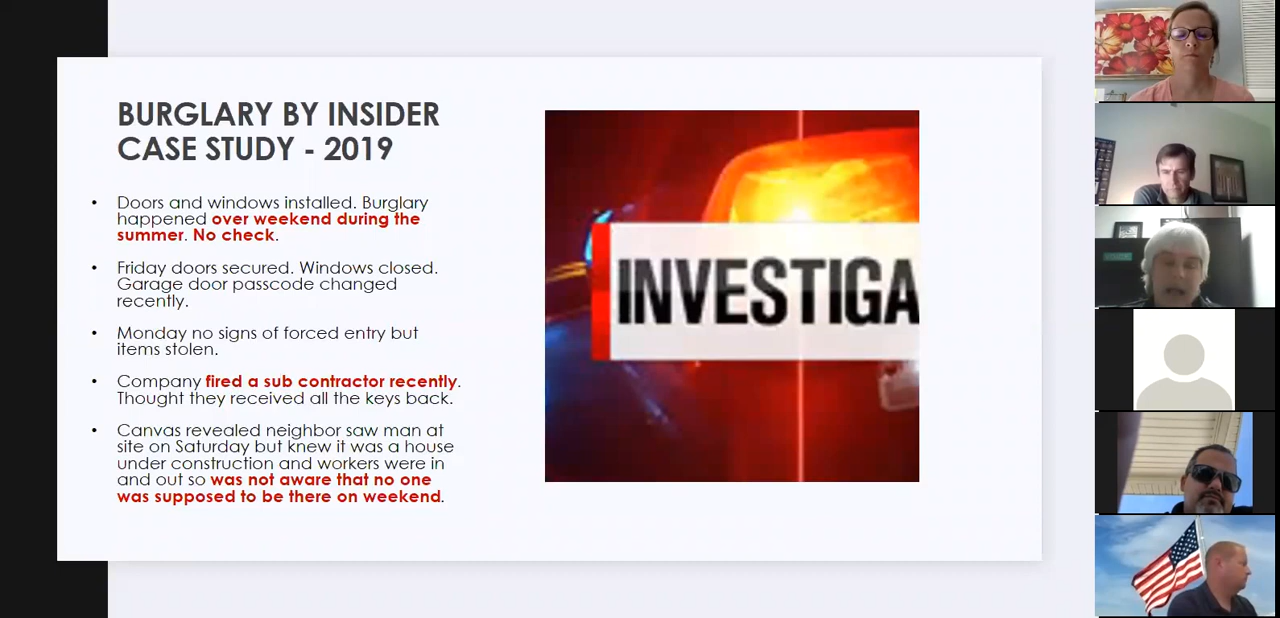 BURGLARY BY INSIDER
CASE STUDY - 2019
• Doors and windows installed. Burglary
happened over weekend during the
summer. No check.
• Friday doors secured. Windows closed.
Garage door passcode changed
recently.
• Monday no signs of forced entry but
items stolen.
• Company fired a sub contractor recently.
Thought they received all the keys back.
• Canvas revealed neighbor saw man at
site on Saturday but knew it was a house
under construction and workers were in
and out so was not aware that no one
was supposed to be there on weekend.
INVESTIGA